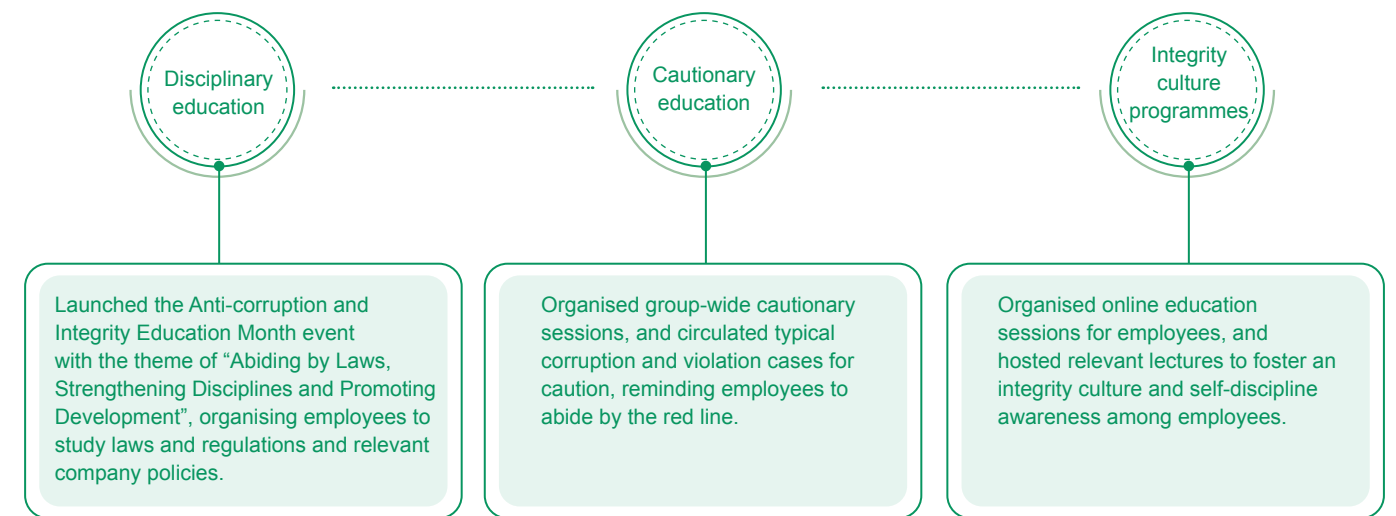 Disciplinary
education
Cautionary
education
Integrity
culture
programmes
Launched the Anti-corruption and
Integrity Education Month event
with the theme of “Abiding by Laws,
Strengthening Disciplines and Promoting
Development”, organising employees to
study laws and regulations and relevant
company policies.
Organised group-wide cautionary
sessions, and circulated typical
corruption and violation cases for
caution, reminding employees to
abide by the red line.
Organised online education
sessions for employees, and
hosted relevant lectures to foster an
integrity culture and self-discipline
awareness among employees.